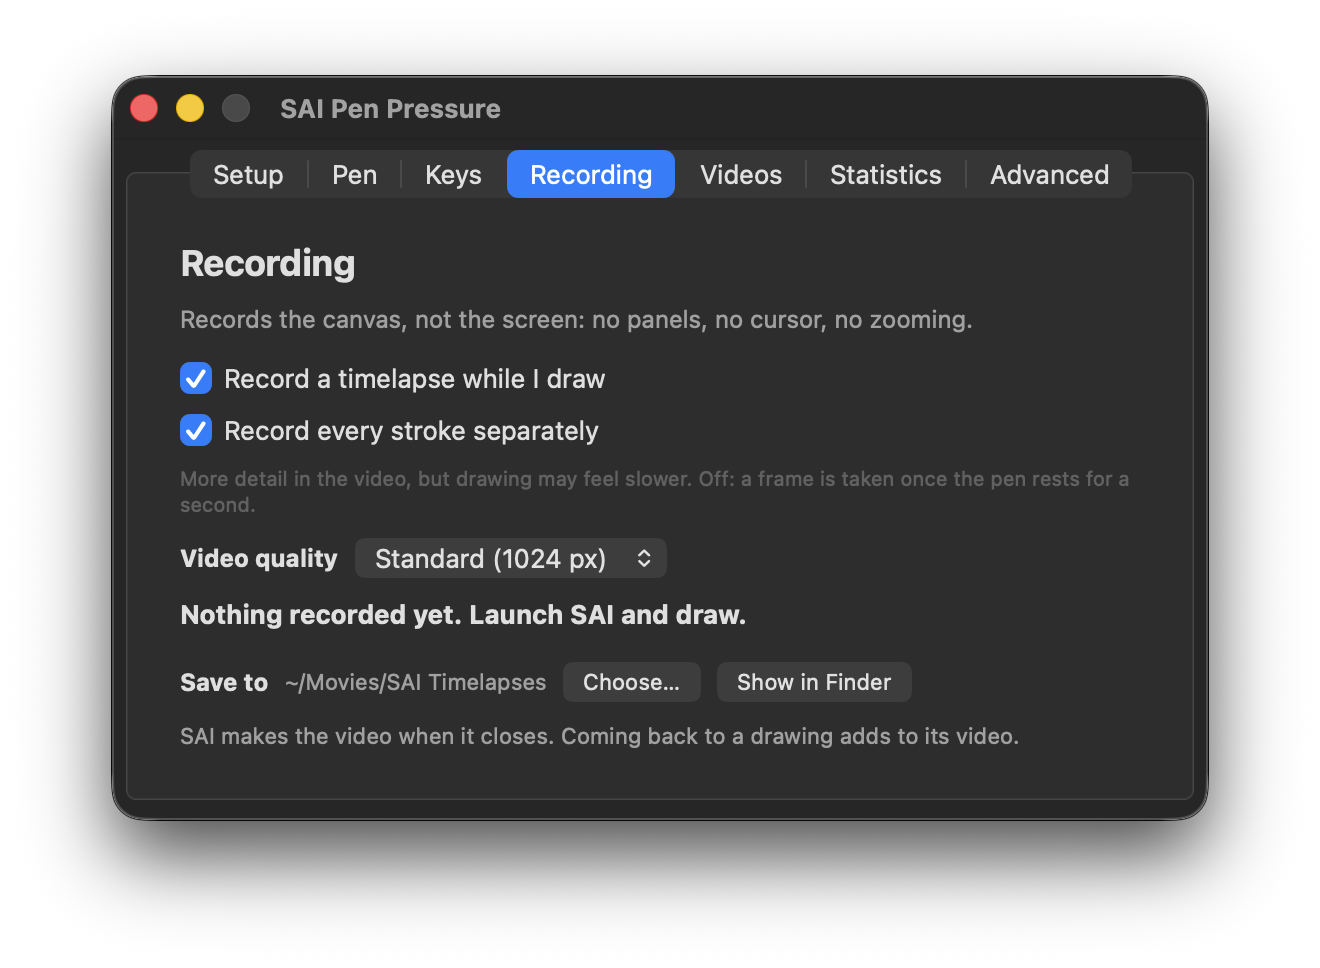 SAI Pen Pressure
Setup Pen Keys Recording Videos Statistics Advanced
Recording
Records the canvas, not the screen: no panels, no cursor, no zooming.
Record a timelapse while I draw
Record every stroke separately
More detail in the video, but drawing may feel slower. Off: a frame is taken once the pen rests for a
second.
Video quality Standard (1024 px)
Nothing recorded yet. Launch SAI and draw.
Save to ~/Movies/SAI Timelapses Choose... Show in Finder
SAI makes the video when it closes. Coming back to a drawing adds to its video.